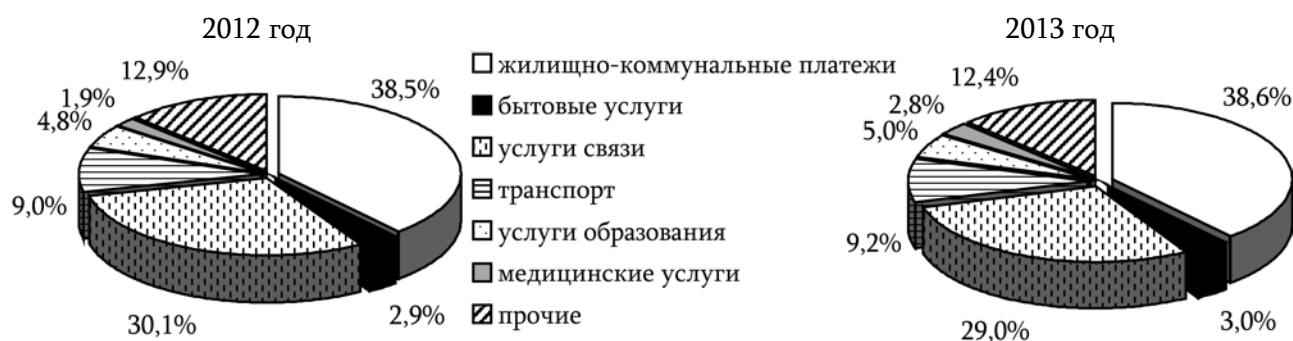 2012 год
12,9%
38,5%
1,9%
4,8%
9,0%
30,1%
2,9%
жилищно-коммунальные платежи
бытовые услуги
услуги связи
транспорт
услуги образования
медицинские услуги
прочие
2013 год
12,4%
38,6%
2,8%
5,0%
9,2%
29,0%
3,0%